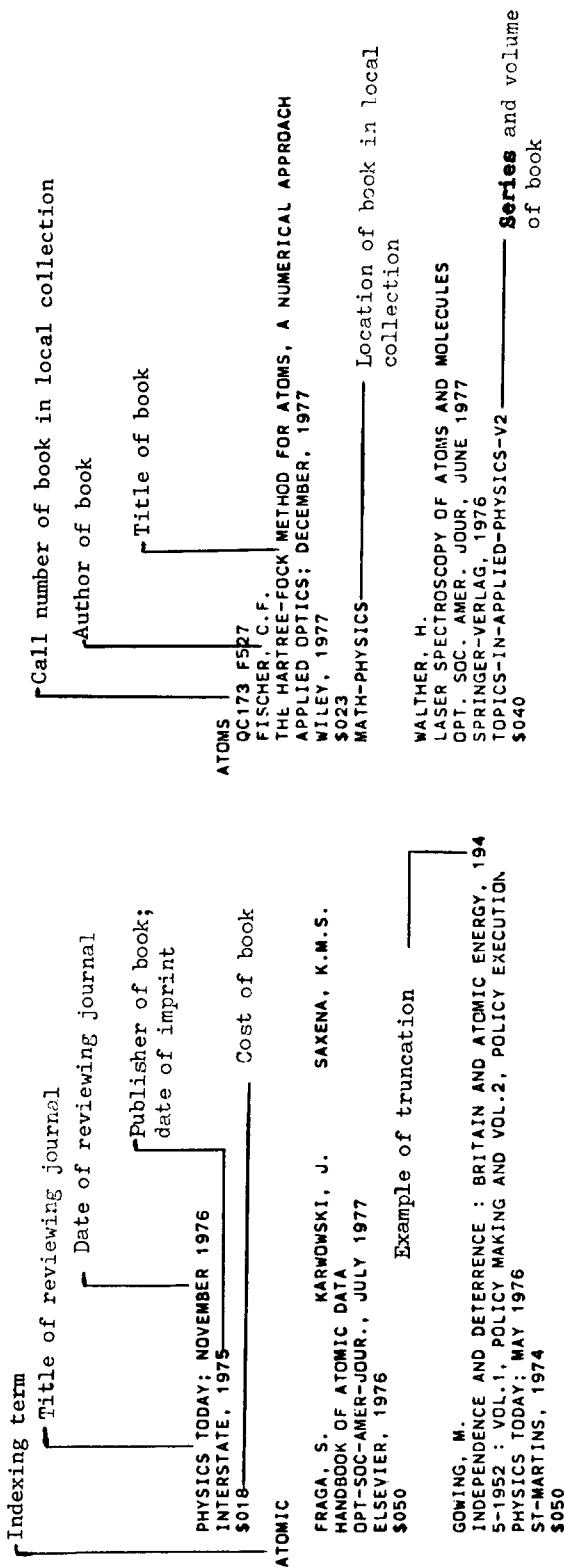 Indexing term
Title of reviewing journal
Date of reviewing journal
Publisher of book;
date of imprint
PHYSICS TODAY; NOVEMBER 1976
INTERSTATE, 1975
$018 Cost of book
ATOMIC
FRAGA, S. KARWOWSKI, J. SAXENA, K.M.S.
HANDBOOK OF ATOMIC DATA
OPT-SOC-AMER-JOUR., JULY 1977
ELSEVIER, 1976
$050
Example of truncation
GOWING, M.
INDEPENDENCE AND DETERRENCE : BRITAIN AND ATOMIC ENERGY, 194
5-1952 : VOL.1, POLICY MAKING AND VOL.2, POLICY EXECUTION
PHYSICS TODAY; MAY 1976
ST-MARTINS, 1974
$050
Call number of book in local collection
Author of book
Title of book
ATOMS
QC173 F527
FISCHER, C.F.
THE HARTREE-FOCK METHOD FOR ATOMS, A NUMERICAL APPROACH
APPLIED OPTICS; DECEMBER, 1977
WILEY, 1977
$023
MATH-PHYSICS Location of book in local
collection
WALTHER, H.
LASER SPECTROSCOPY OF ATOMS AND MOLECULES
OPT. SOC. AMER. JOUR, JUNE 1977
SPRINGER-VERLAG, 1976
TOPICS-IN-APPLIED-PHYSICS-V2 Series and volume
of book
$040